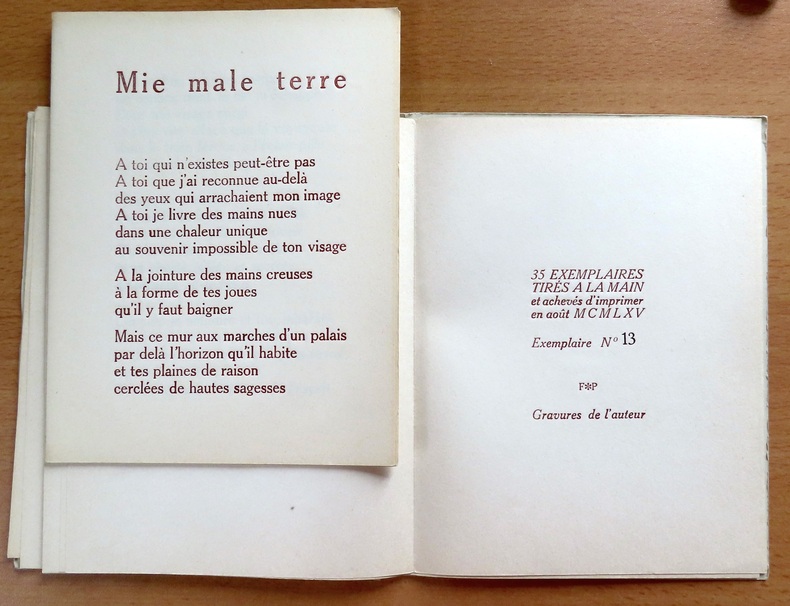 Mie male terre
A toi qui n'existes peut-être pas
A toi que j'ai reconnue au-delà
des yeux qui arrachaient mon image
A toi je livre des mains nues
dans une chaleur unique
au souvenir impossible de ton visage
A la jointure des mains creuses
à la forme de tes joues
qu'il y faut baigner
Mais ce mur aux marches d'un palais
par delà l'horizon qu'il habite
et tes plaines de raison
cerclées de hautes sagesses
35 EXEMPLAIRES
TIRÉS A LA MAIN
et achevés d'imprimer
en août MCMLXV
Exemplaire Nº 13
F✻P
Gravures de l'auteur